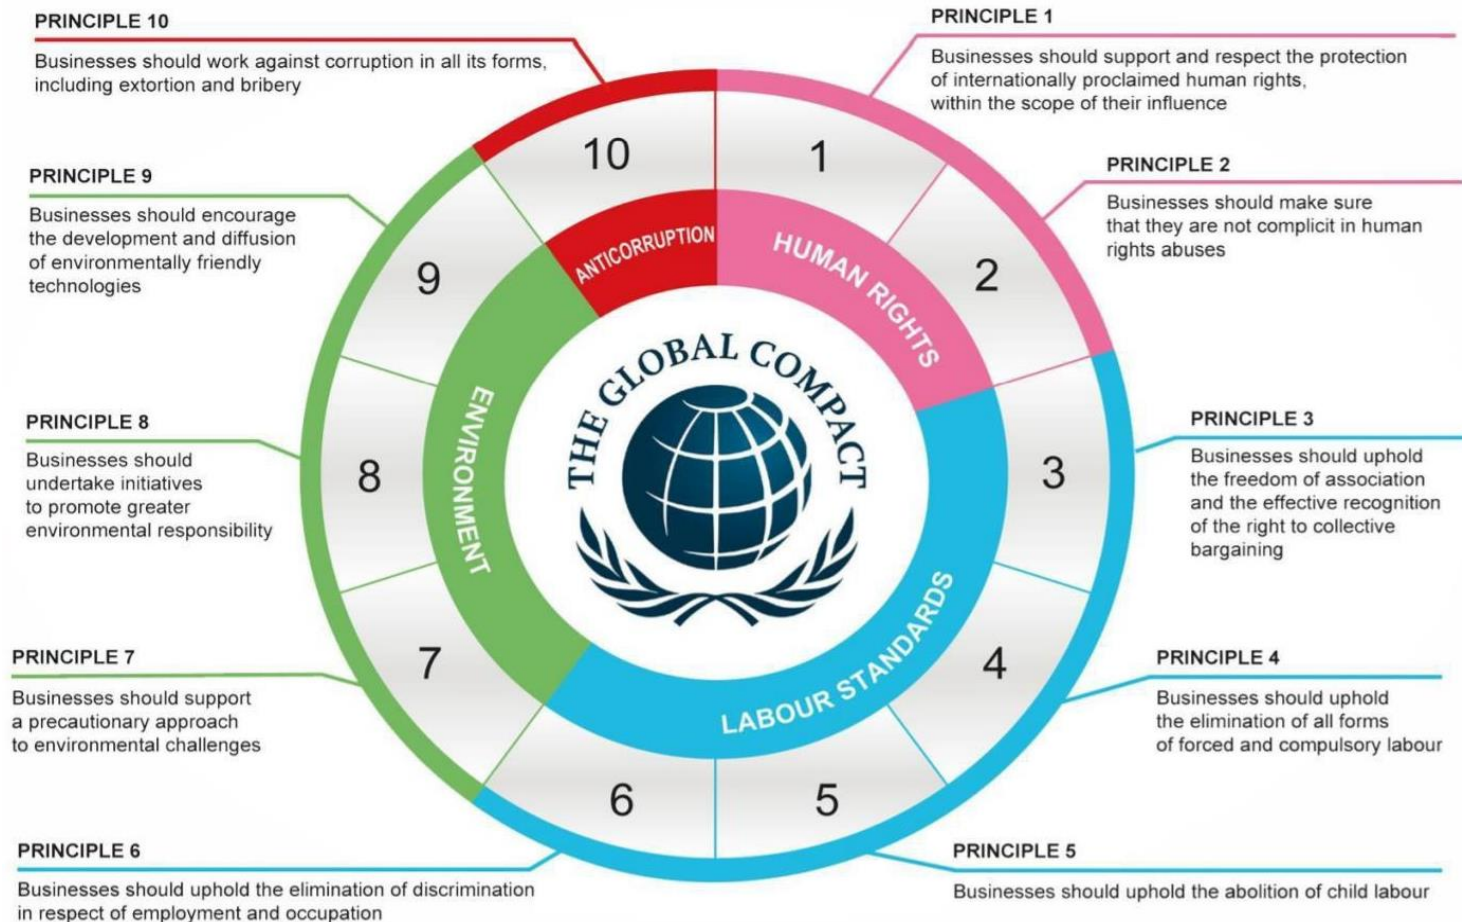 PRINCIPLE 10
Businesses should work against corruption in all its forms,
including extortion and bribery
PRINCIPLE 1
Businesses should support and respect the protection
of internationally proclaimed human rights,
within the scope of their influence
PRINCIPLE 9
Businesses should encourage
the development and diffusion
of environmentally friendly
technologies
PRINCIPLE 2
Businesses should make sure
that they are not complicit in human
rights abuses
PRINCIPLE 8
Businesses should
undertake initiatives
to promote greater
environmental responsibility
PRINCIPLE 3
Businesses should uphold
the freedom of association
and the effective recognition
of the right to collective
bargaining
PRINCIPLE 7
Businesses should support
a precautionary approach
to environmental challenges
PRINCIPLE 4
Businesses should uphold
the elimination of all forms
of forced and compulsory labour
PRINCIPLE 6
Businesses should uphold the elimination of discrimination
in respect of employment and occupation
PRINCIPLE 5
Businesses should uphold the abolition of child labour
10
1
2
3
4
5
6
7
8
9
ANTICORRUPTION
HUMAN RIGHTS
LABOUR STANDARDS
ENVIRONMENT
THE GLOBAL COMPACT